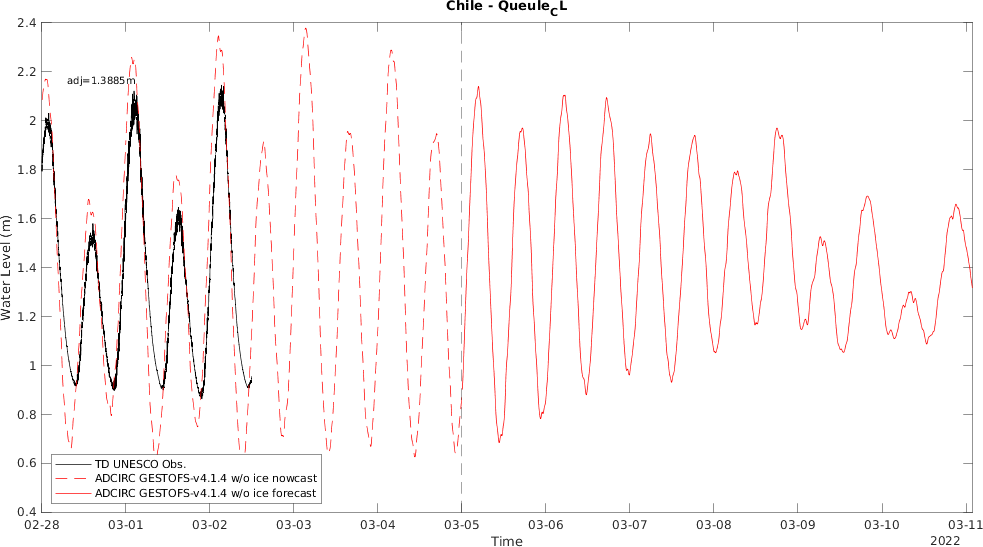 Chile - Queule_CL
2.4
2.2
2
1.8
1.6
1.4
1.2
1
0.8
0.6
0.4
Water Level (m)
adj=1.3885m
TD UNESCO Obs.
ADCIRC GESTOFS-v4.1.4 w/o ice nowcast
ADCIRC GESTOFS-v4.1.4 w/o ice forecast
02-28 03-01 03-02 03-03 03-04 03-05 03-06 03-07 03-08 03-09 03-10 03-11
Time
2022